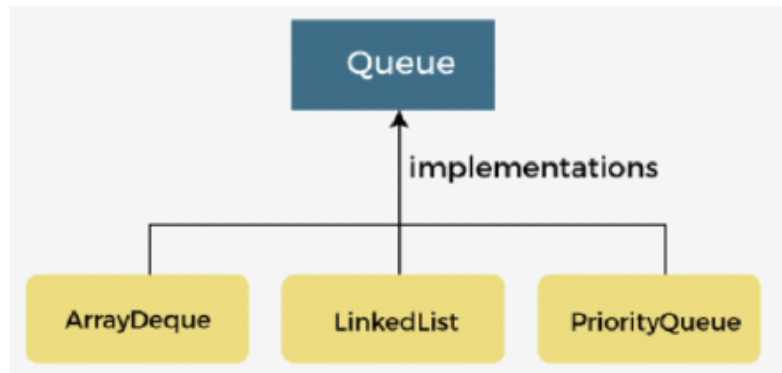 Queue
implementations
ArrayDeque
LinkedList
PriorityQueue